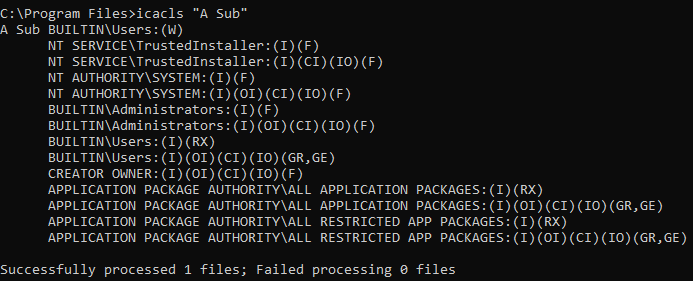 C:\Program Files>icacls "A Sub"
A Sub BUILTIN\Users:(W)
NT SERVICE\TrustedInstaller:(I)(F)
NT SERVICE\TrustedInstaller:(I)(CI)(IO)(F)
NT AUTHORITY\SYSTEM:(I)(F)
NT AUTHORITY\SYSTEM:(I)(OI)(CI)(IO)(F)
BUILTIN\Administrators:(I)(F)
BUILTIN\Administrators:(I)(OI)(CI)(IO)(F)
BUILTIN\Users:(I)(RX)
BUILTIN\Users:(I)(OI)(CI)(IO)(GR,GE)
CREATOR OWNER:(I)(OI)(CI)(IO)(F)
APPLICATION PACKAGE AUTHORITY\ALL APPLICATION PACKAGES:(I)(RX)
APPLICATION PACKAGE AUTHORITY\ALL APPLICATION PACKAGES:(I)(OI)(CI)(IO)(GR,GE)
APPLICATION PACKAGE AUTHORITY\ALL RESTRICTED APP PACKAGES:(I)(RX)
APPLICATION PACKAGE AUTHORITY\ALL RESTRICTED APP PACKAGES:(I)(OI)(CI)(IO)(GR,GE)
Successfully processed 1 files; Failed processing 0 files